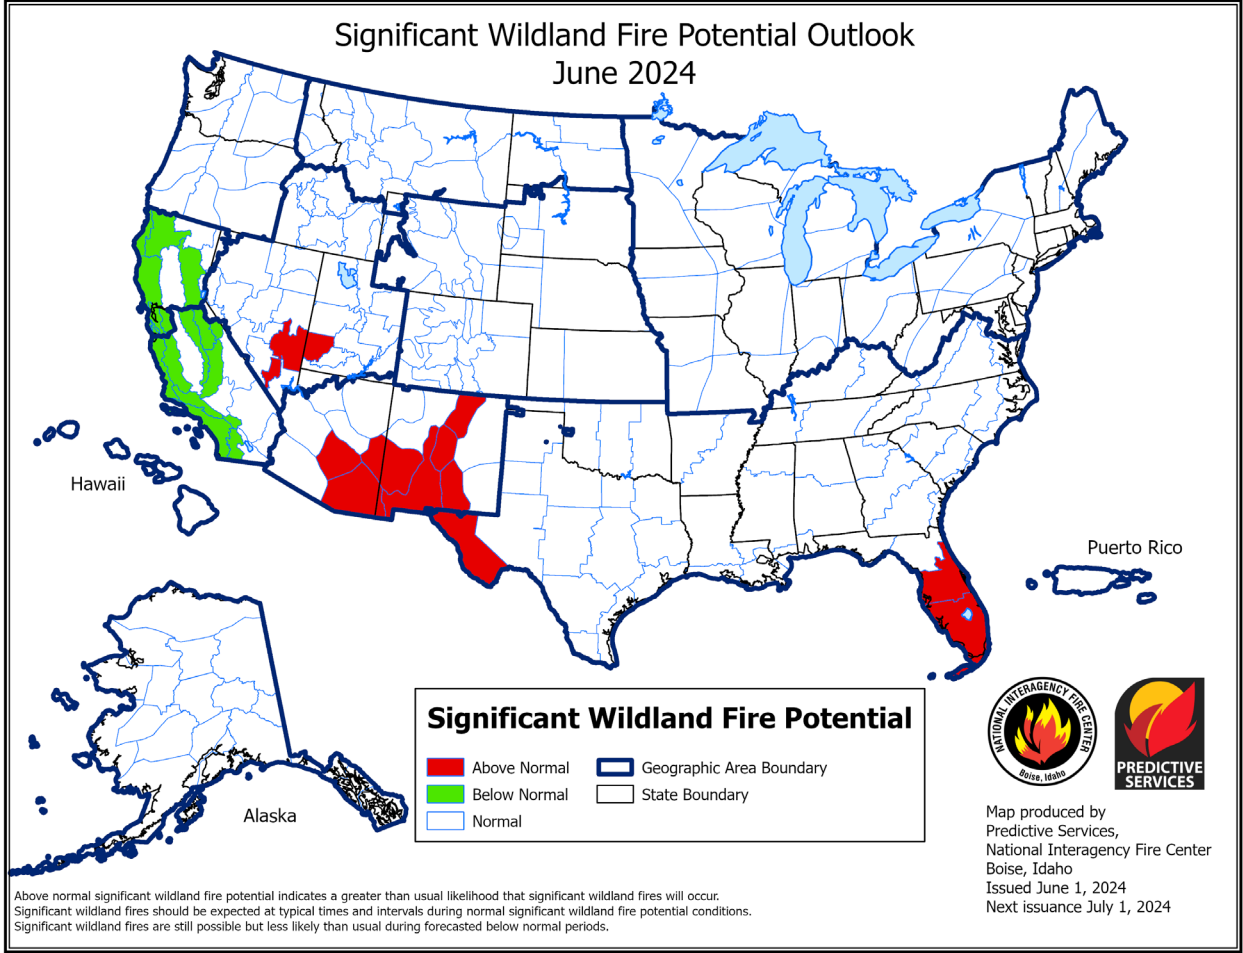 Significant Wildland Fire Potential Outlook
June 2024
Hawaii
Puerto Rico
Alaska
Significant Wildland Fire Potential
Above Normal
Below Normal
Normal
Geographic Area Boundary
State Boundary
NATIONAL INTERAGENCY FIRE CENTER
Boise, Idaho
PREDICTIVE
SERVICES
Map produced by
Predictive Services,
National Interagency Fire Center
Boise, Idaho
Issued June 1, 2024
Next issuance July 1, 2024
Above normal significant wildland fire potential indicates a greater than usual likelihood that significant wildland fires will occur.
Significant wildland fires should be expected at typical times and intervals during normal significant wildland fire potential conditions.
Significant wildland fires are still possible but less likely than usual during forecasted below normal periods.